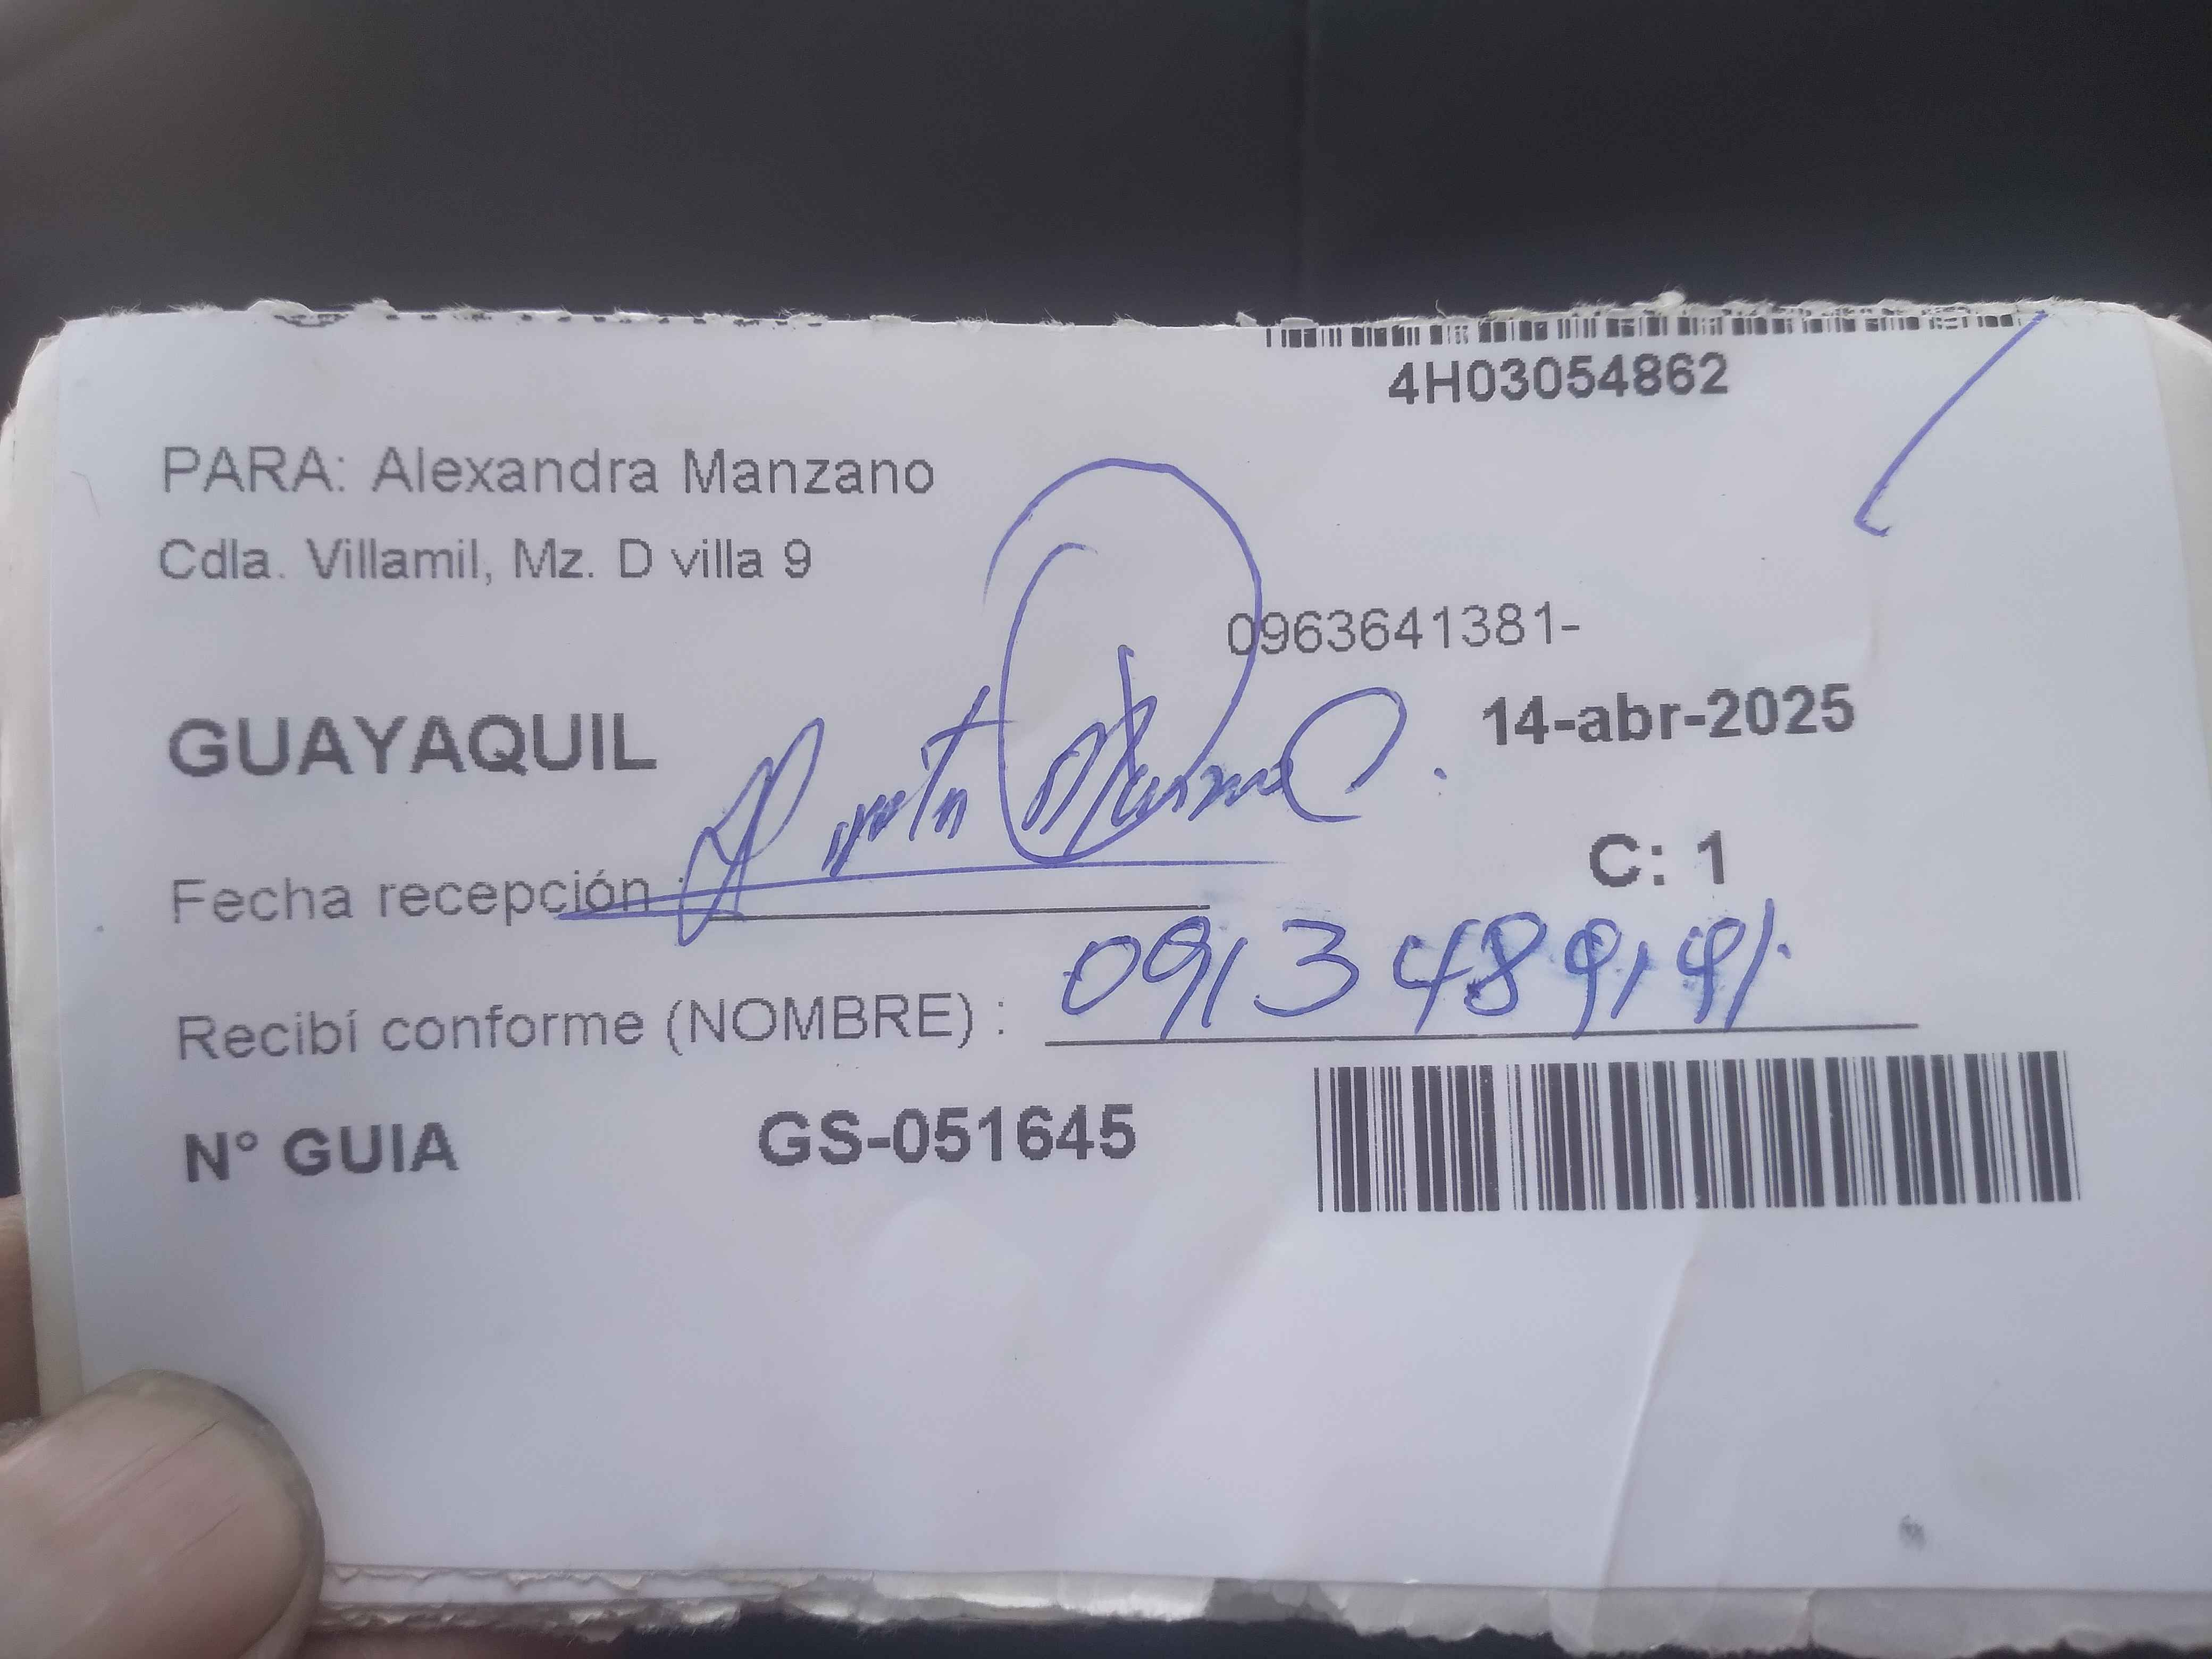 4H03054862
PARA: Alexandra Manzano
Cdla. Villamil, Mz. D villa 9
0963641381-
GUAYAQUIL
14-abr-2025
C: 1
Fecha recepción :
Recibí conforme (NOMBRE) : 0913489191
N° GUIA GS-051645